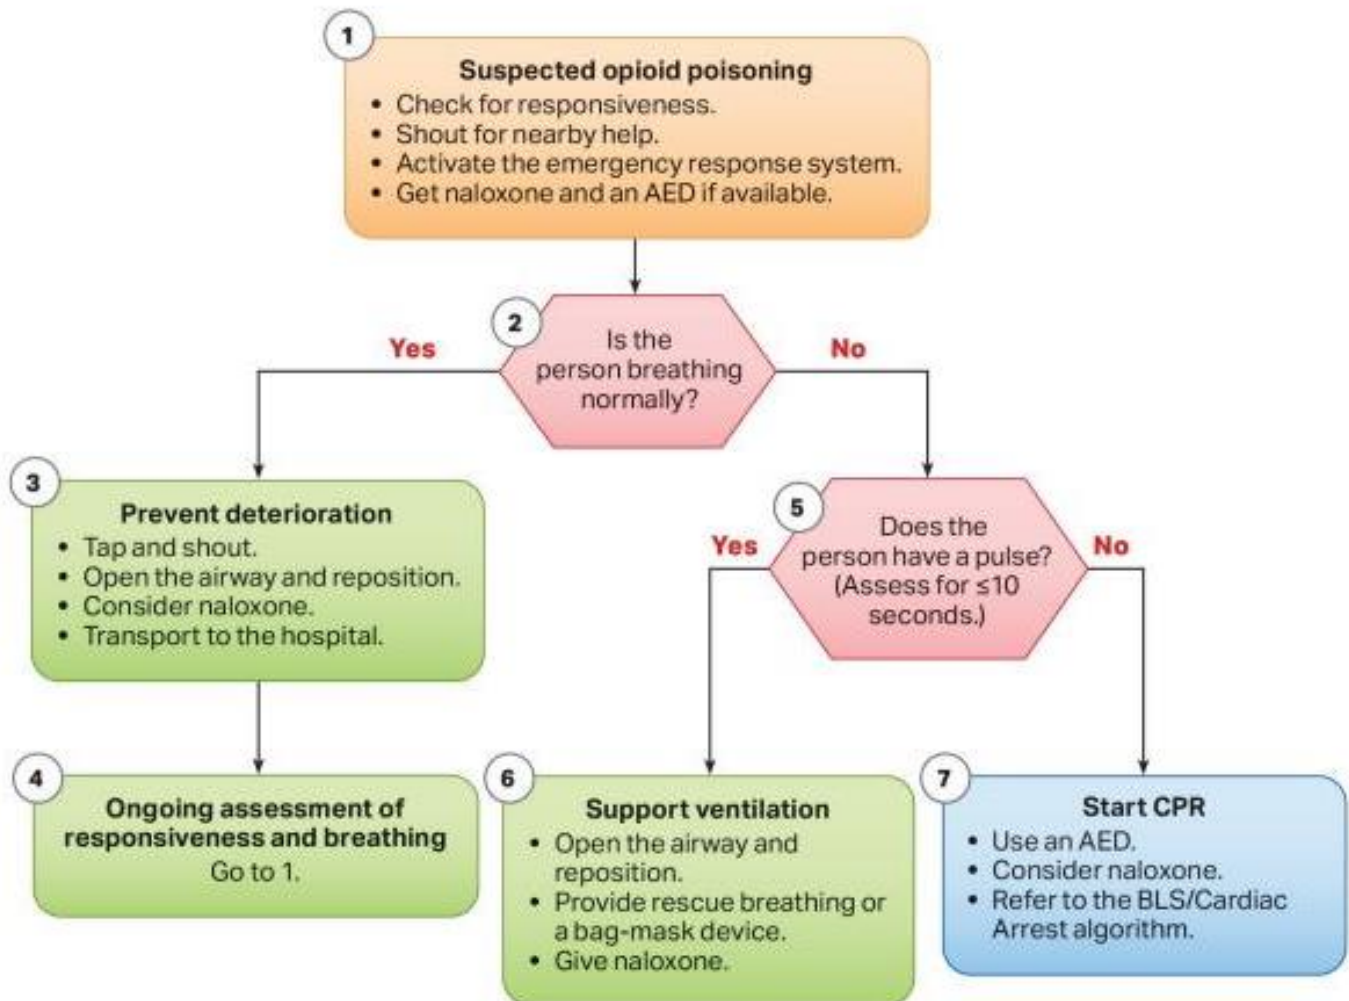 1
Suspected opioid poisoning
• Check for responsiveness.
• Shout for nearby help.
• Activate the emergency response system.
• Get naloxone and an AED if available.
2
Is the
person breathing
normally?
Yes
No
3
Prevent deterioration
• Tap and shout.
• Open the airway and reposition.
• Consider naloxone.
• Transport to the hospital.
4
Ongoing assessment of
responsiveness and breathing
Go to 1.
5
Does the
person have a pulse?
(Assess for ≤10
seconds.)
Yes
No
6
Support ventilation
• Open the airway and
reposition.
• Provide rescue breathing or
a bag-mask device.
• Give naloxone.
7
Start CPR
• Use an AED.
• Consider naloxone.
• Refer to the BLS/Cardiac
Arrest algorithm.